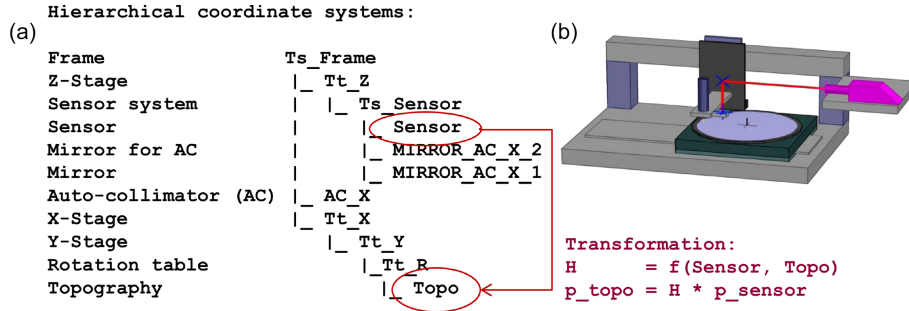 Hierarchical coordinate systems:
(a)
(b)
Frame Ts_Frame
Z-Stage |_ Tt_Z
Sensor system | |_ Ts_Sensor
Sensor | |_ Sensor
Mirror for AC | |_ MIRROR_AC_X_2
Mirror | |_ MIRROR_AC_X_1
Auto-collimator (AC) |_ AC_X
X-Stage |_ Tt_X
Y-Stage |_ Tt_Y
Rotation table |_Tt_R
Topography |_ Topo
Transformation:
H = f(Sensor, Topo)
p_topo = H * p_sensor